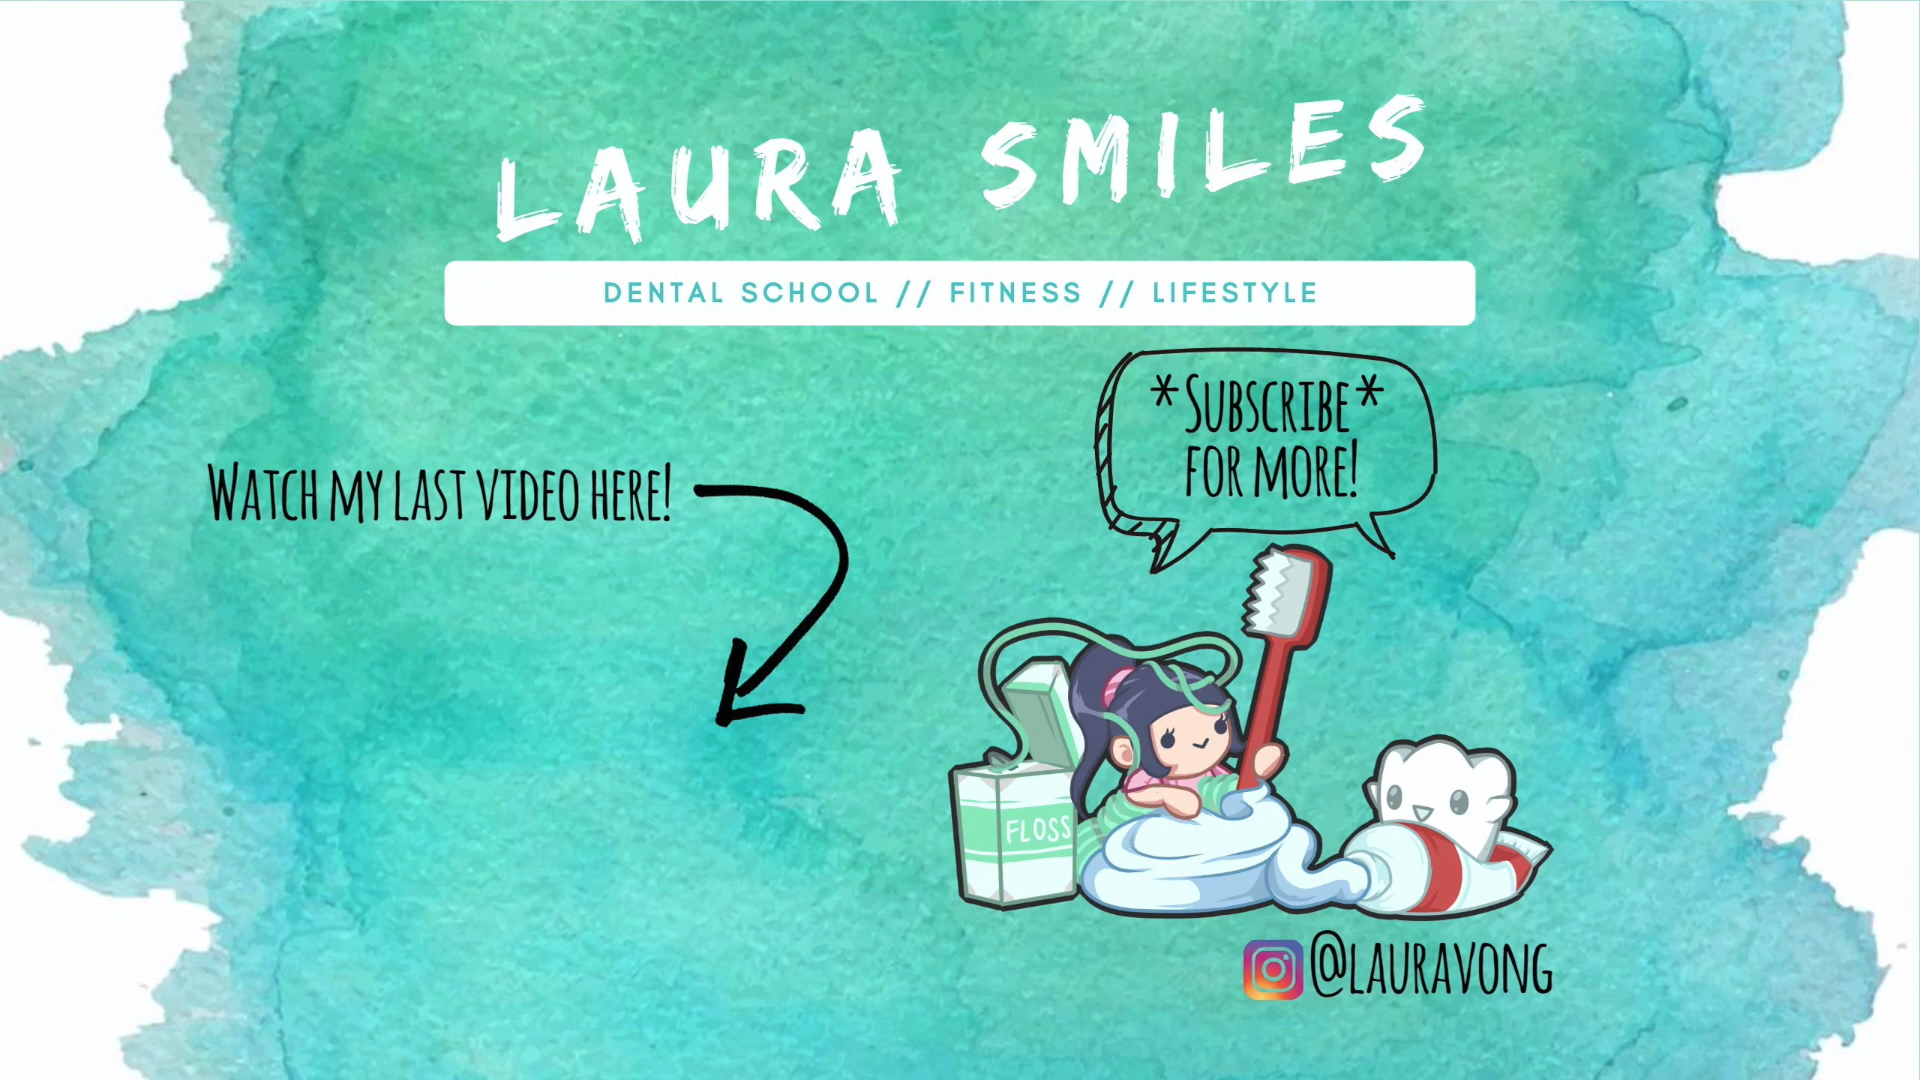 LAURA SMILES
DENTAL SCHOOL // FITNESS // LIFESTYLE
*SUBSCRIBE*
FOR MORE!
WATCH MY LAST VIDEO HERE!
FLOSS
@LAURAVONG